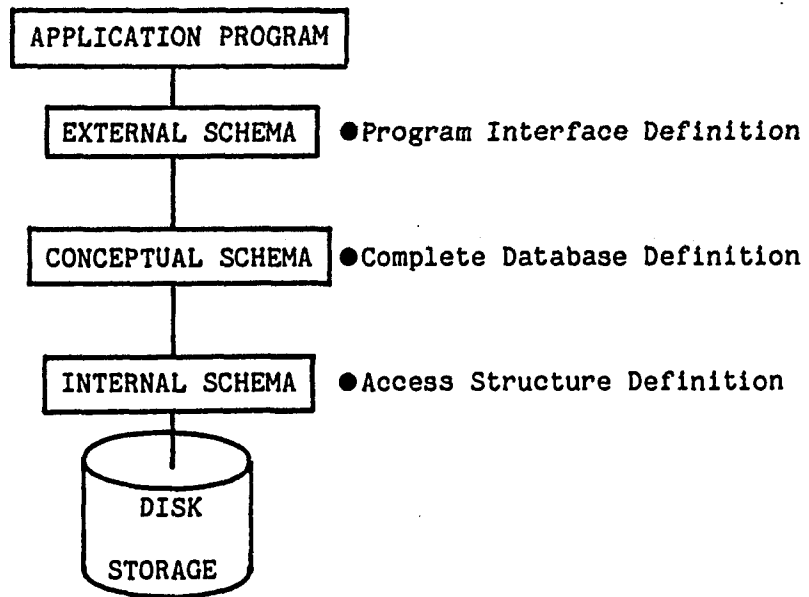 APPLICATION PROGRAM
EXTERNAL SCHEMA ●Program Interface Definition
CONCEPTUAL SCHEMA ●Complete Database Definition
INTERNAL SCHEMA ●Access Structure Definition
DISK
STORAGE